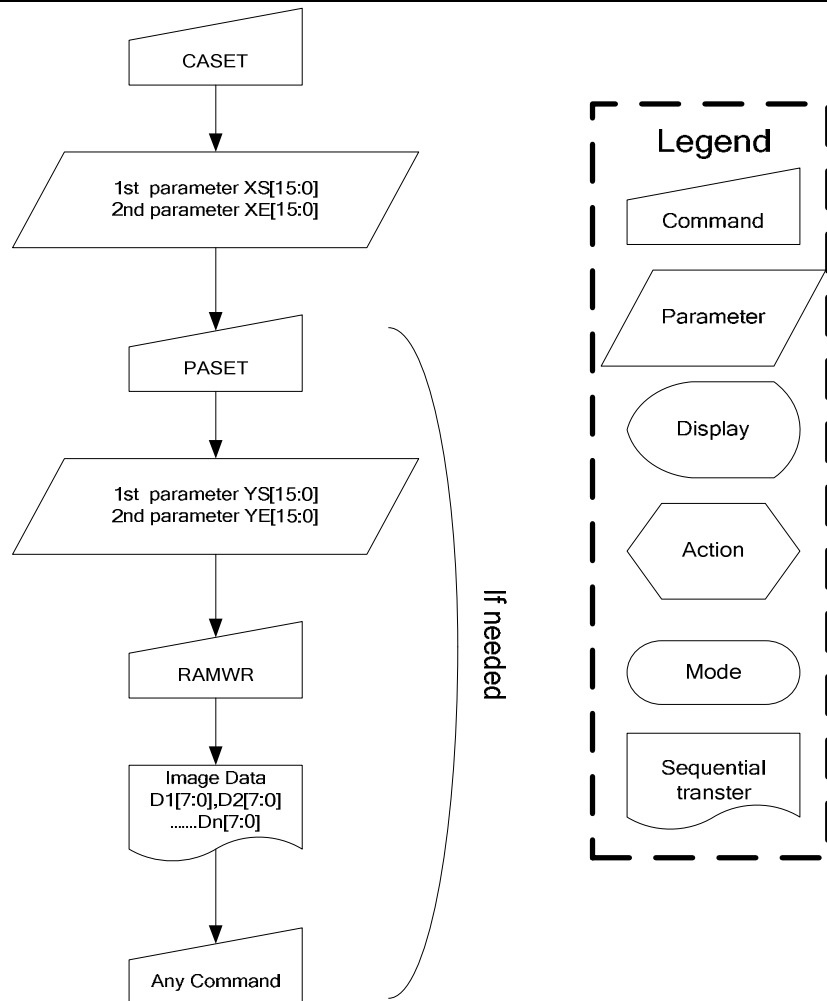 CASET
1st parameter XS[15:0]
2nd parameter XE[15:0]
PASET
1st parameter YS[15:0]
2nd parameter YE[15:0]
RAMWR
Image Data
D1[7:0],D2[7:0]
.......Dn[7:0]
Any Command
If needed
Legend
Command
Parameter
Display
Action
Mode
Sequential
transter